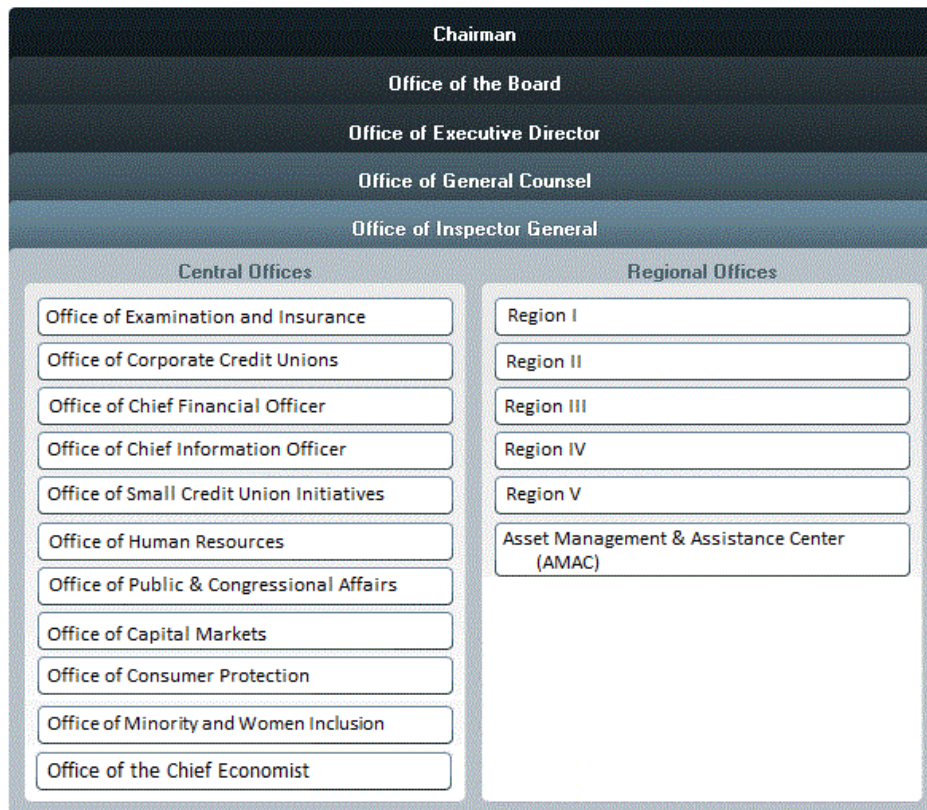 Chairman
Office of the Board
Office of Executive Director
Office of General Counsel
Office of Inspector General
Central Offices
Office of Examination and Insurance
Office of Corporate Credit Unions
Office of Chief Financial Officer
Office of Chief Information Officer
Office of Small Credit Union Initiatives
Office of Human Resources
Office of Public & Congressional Affairs
Office of Capital Markets
Office of Consumer Protection
Office of Minority and Women Inclusion
Office of the Chief Economist
Regional Offices
Region I
Region II
Region III
Region IV
Region V
Asset Management & Assistance Center
(AMAC)